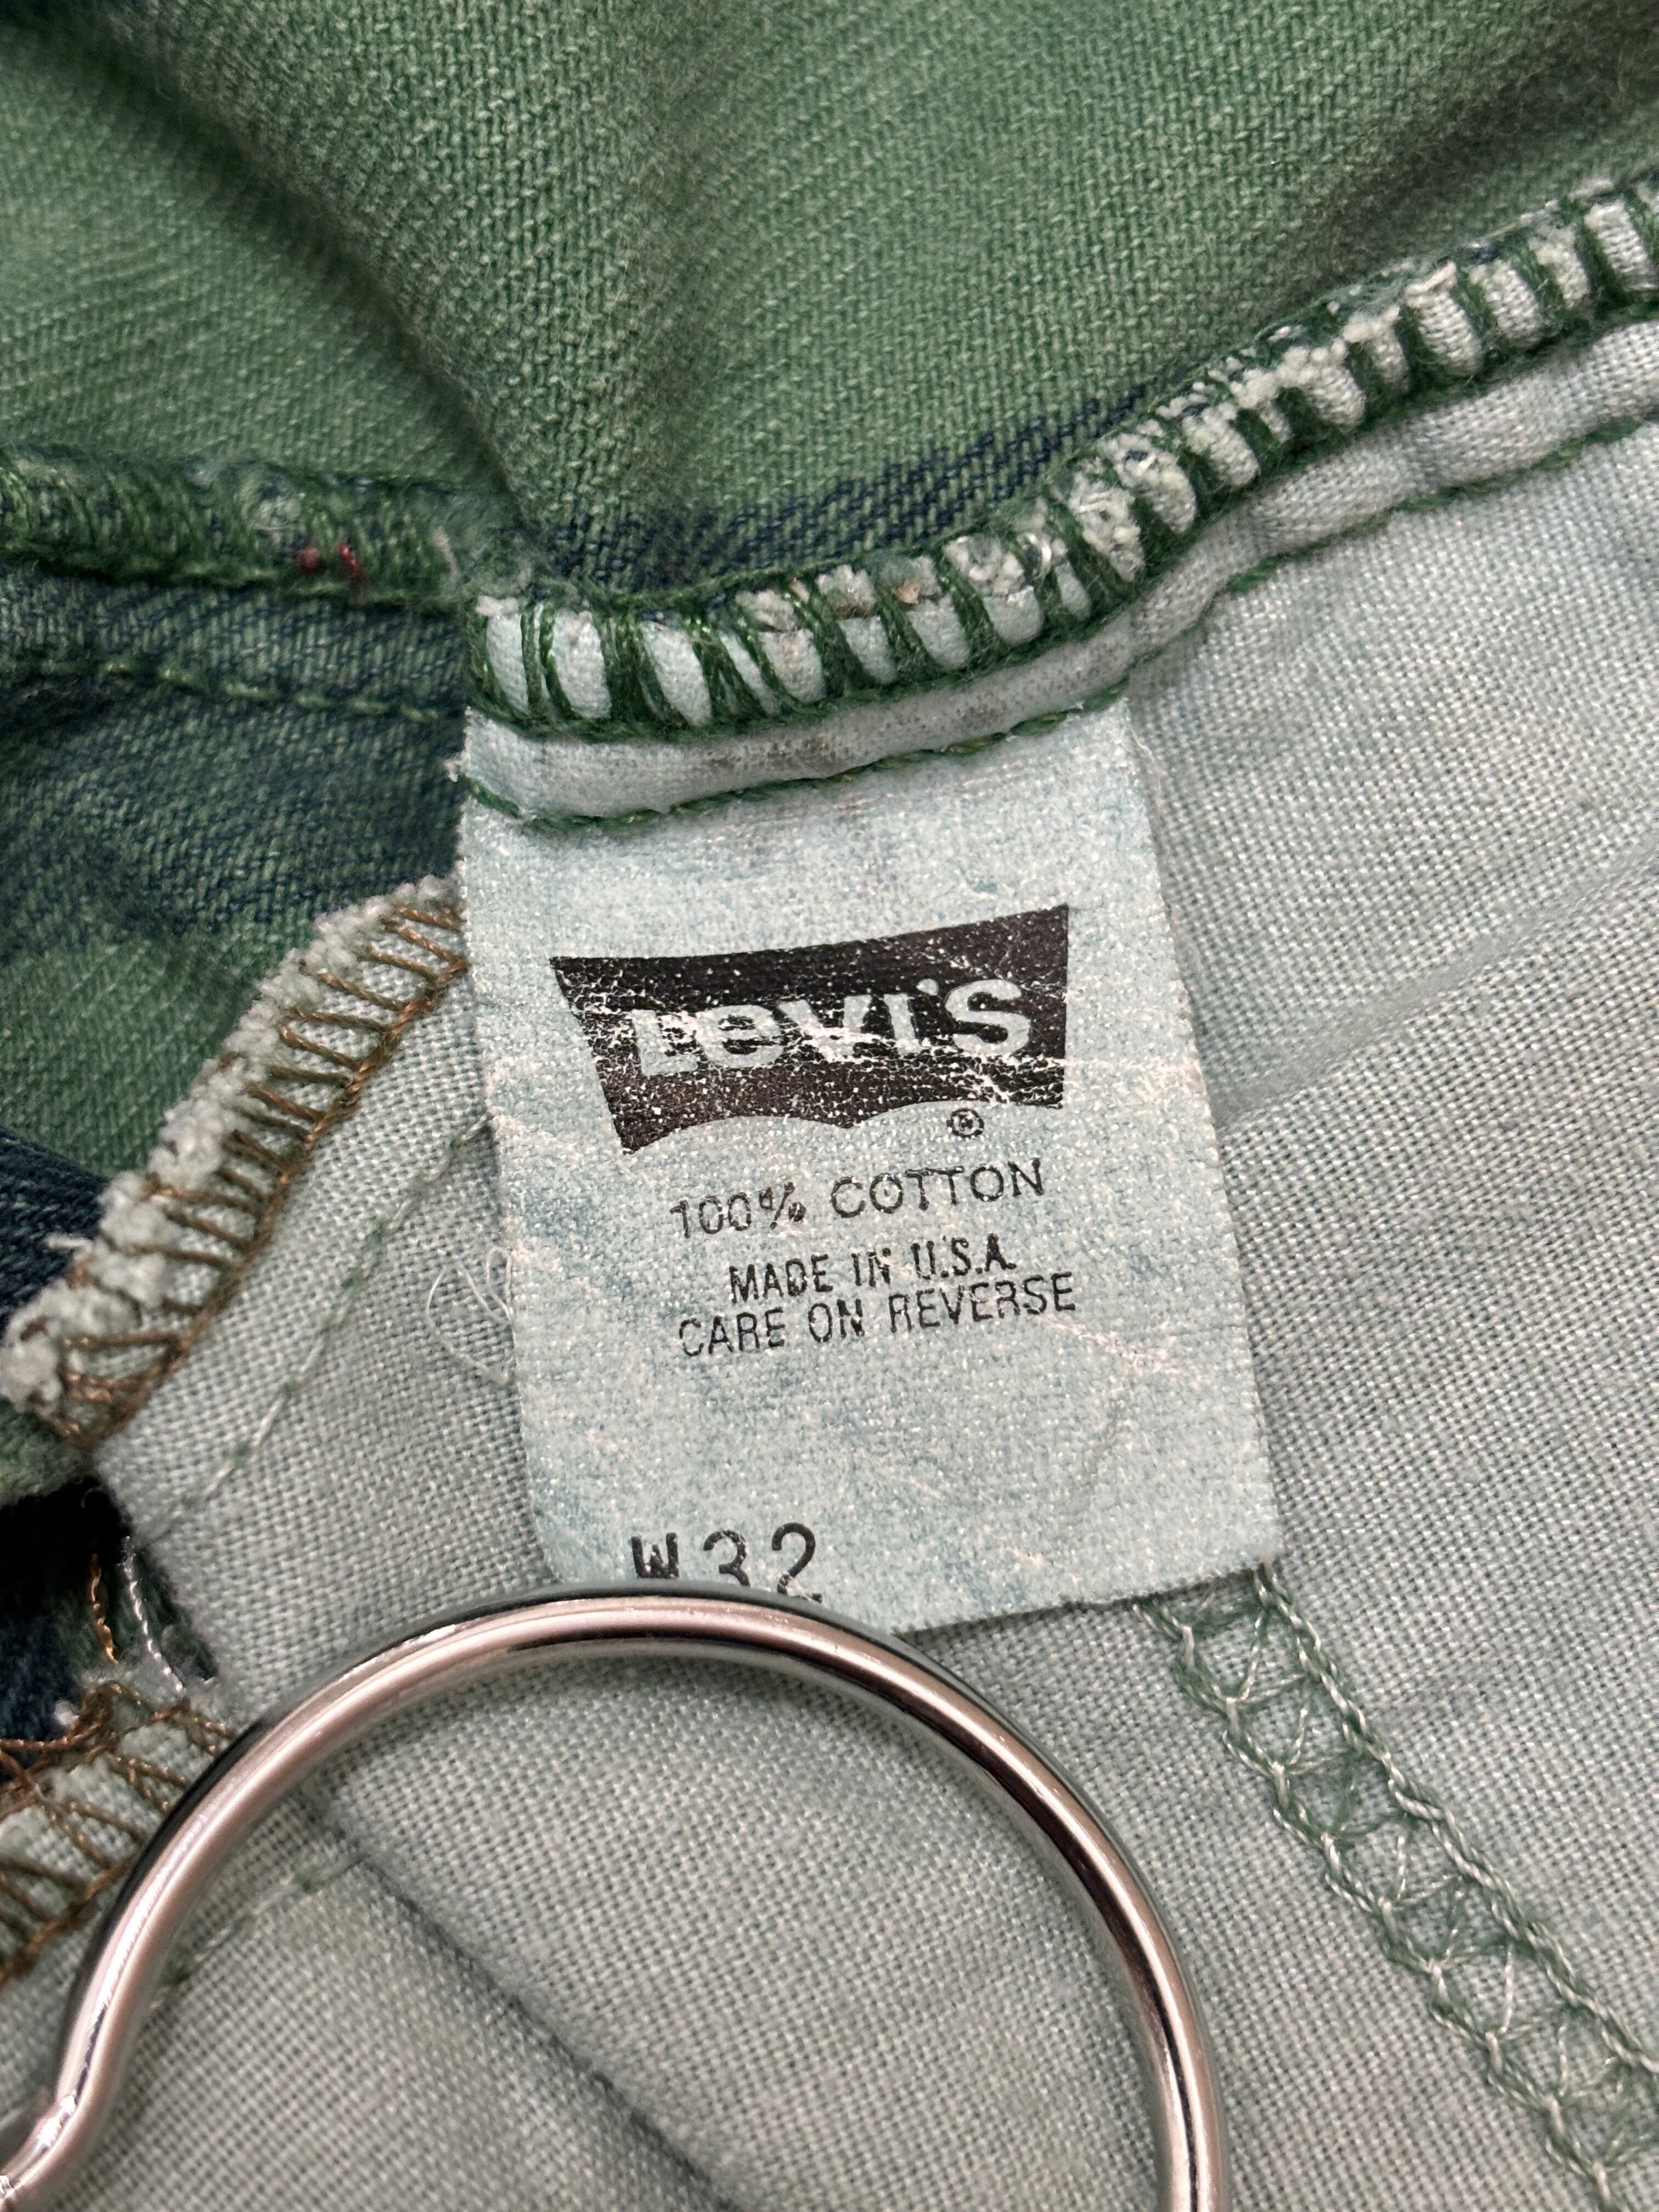 Levi's
®
100% COTTON
MADE IN U.S.A.
CARE ON REVERSE
W32